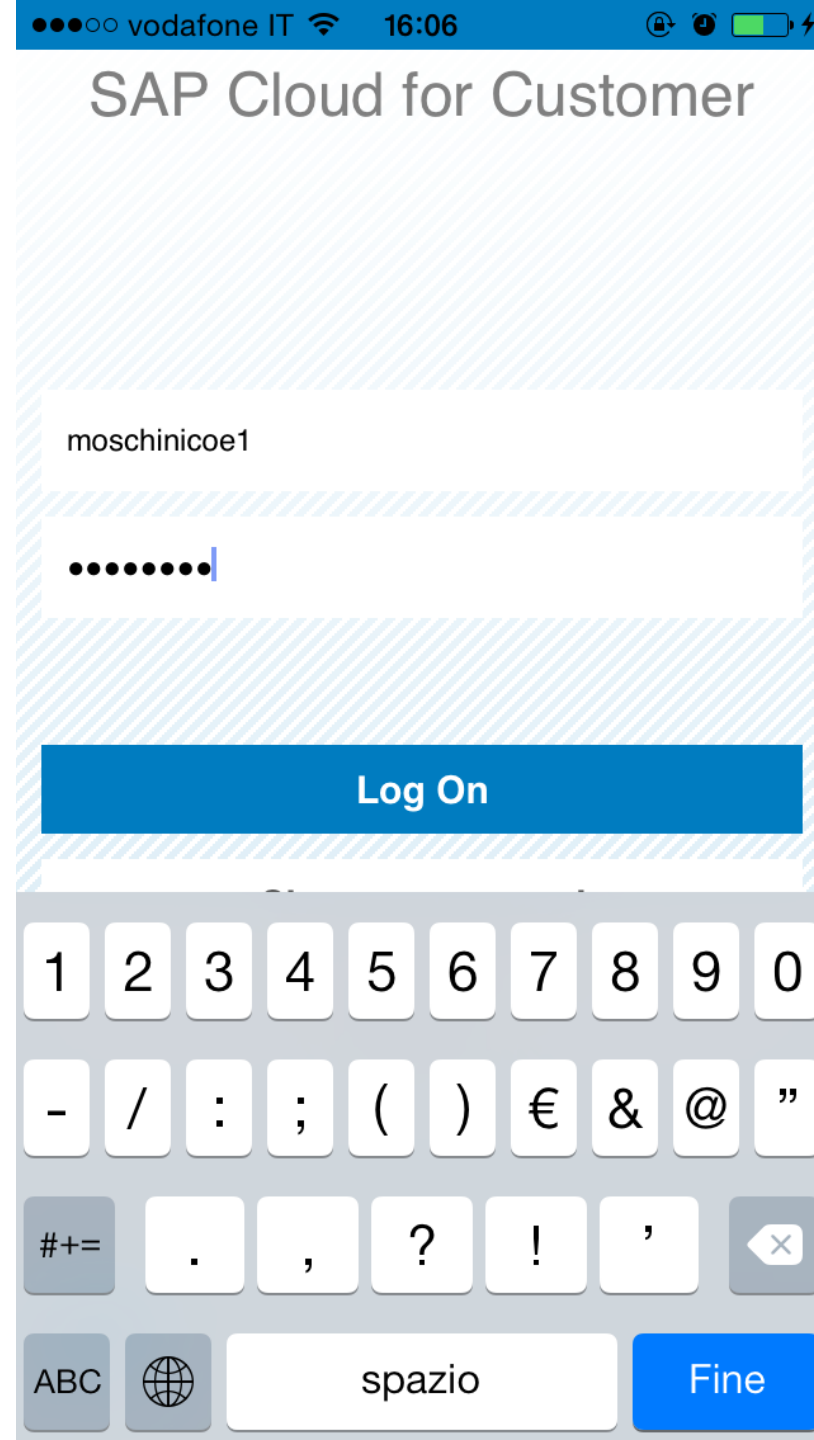 vodafone IT 16:06
SAP Cloud for Customer
moschinicoe1
••••••••
Log On
1 2 3 4 5 6 7 8 9 0
- / : ; ( ) € & @ ”
#+= . , ? ! ’
ABC spazio Fine